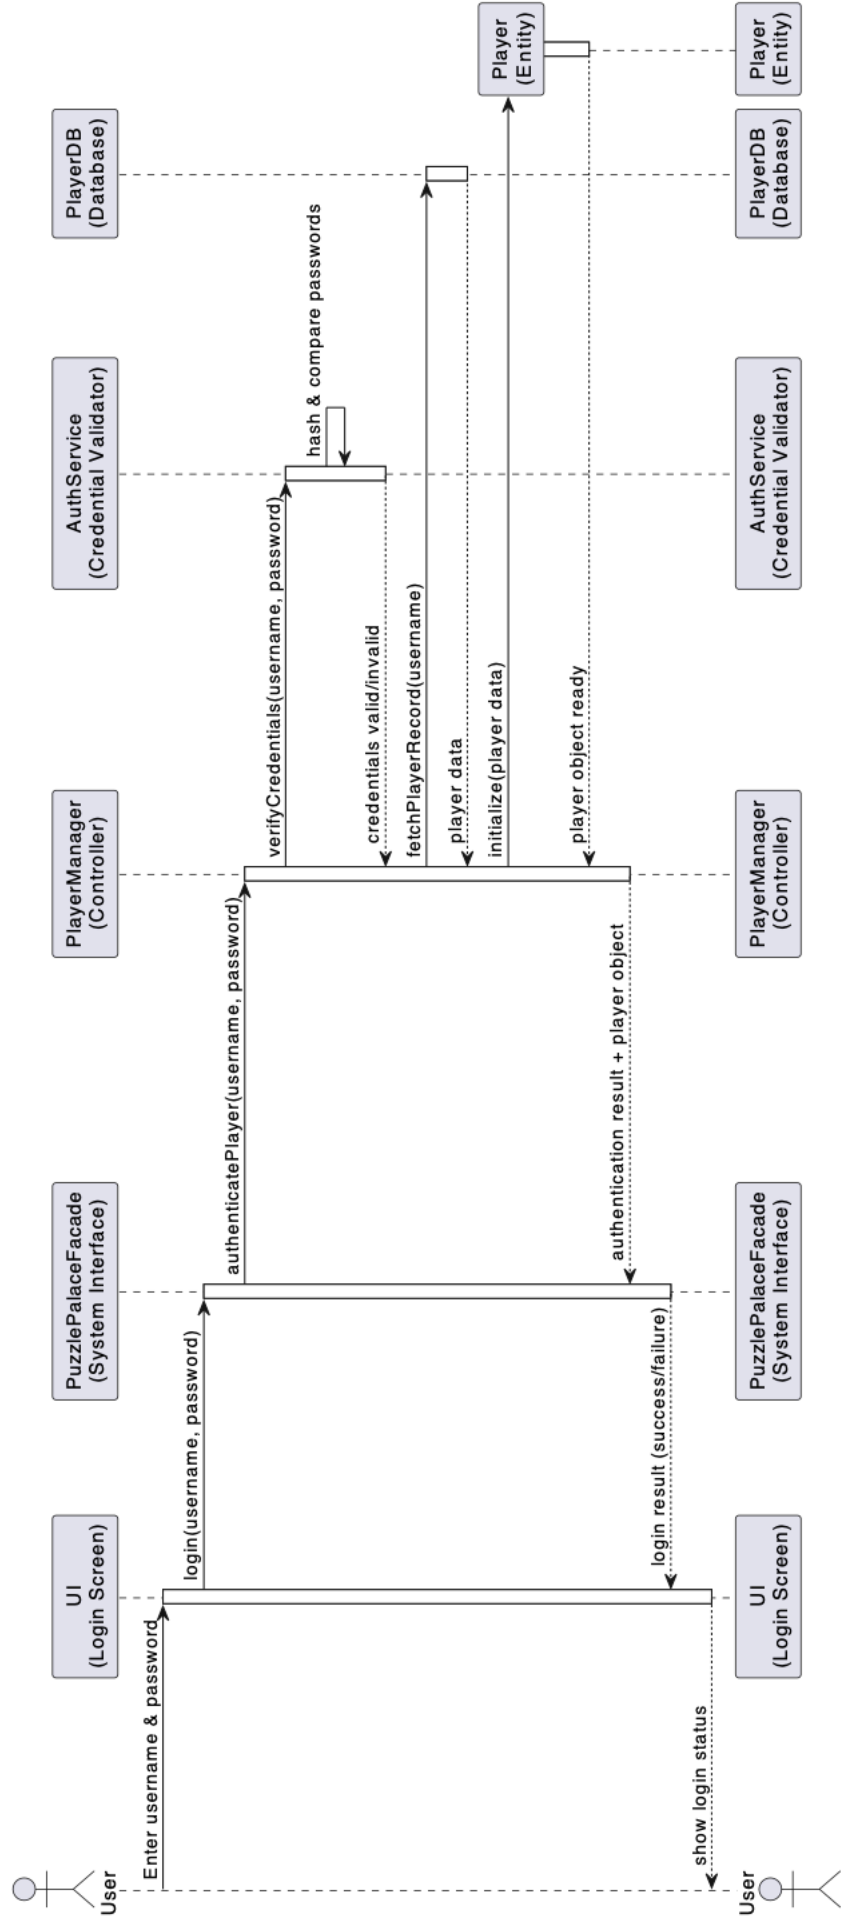 User
UI
(Login Screen)
PuzzlePalaceFacade
(System Interface)
PlayerManager
(Controller)
AuthService
(Credential Validator)
PlayerDB
(Database)
Enter username & password
login(username, password)
authenticatePlayer(username, password)
verifyCredentials(username, password)
hash & compare passwords
credentials valid/invalid
fetchPlayerRecord(username)
player data
initialize(player data)
Player
(Entity)
player object ready
authentication result + player object
login result (success/failure)
show login status
User
UI
(Login Screen)
PuzzlePalaceFacade
(System Interface)
PlayerManager
(Controller)
AuthService
(Credential Validator)
PlayerDB
(Database)
Player
(Entity)